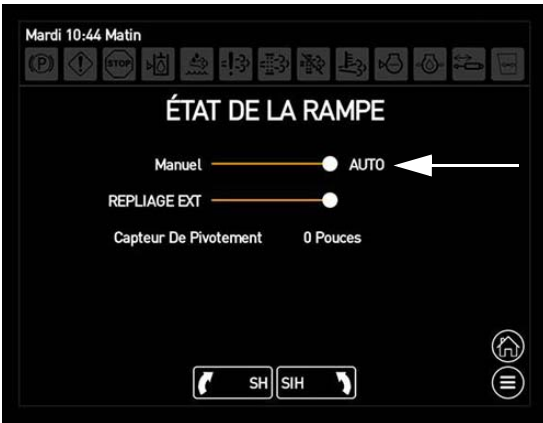 Mardi 10:44 Matin
(P) STOP
ÉTAT DE LA RAMPE
Manuel AUTO
REPLIAGE EXT
Capteur De Pivotement 0 Pouces
SH SIH